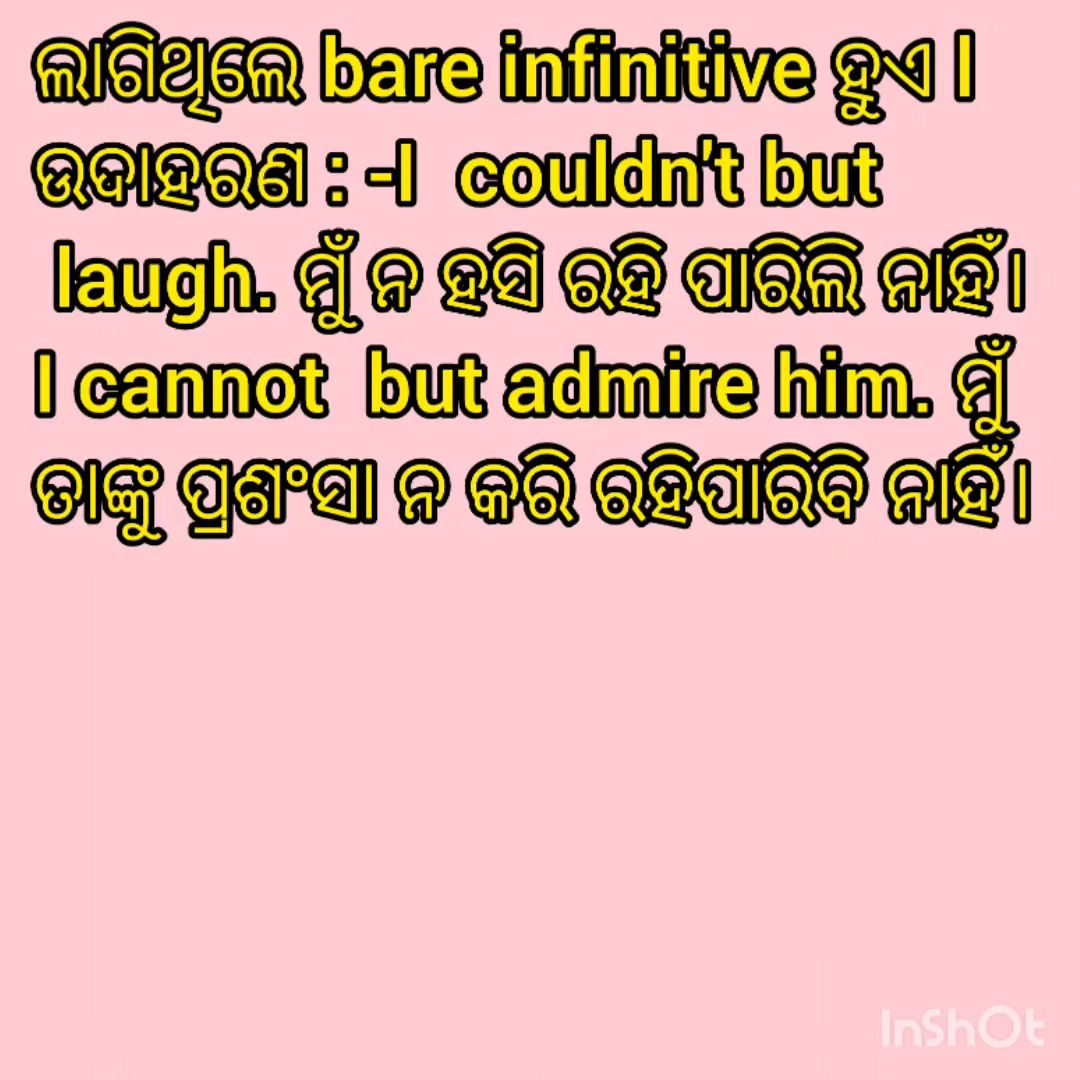 ଲାଗିଥିଲେ bare infinitive ହୁଏ l
ଉଦାହରଣ : -I couldn't but
laugh. ମୁଁ ନ ହସି ରହି ପାରିଲି ନାହିଁ।
I cannot but admire him. ମୁଁ
ତାଙ୍କୁ ପ୍ରଶଂସା ନ କରି ରହିପାରିବି ନାହିଁ।
InShOt